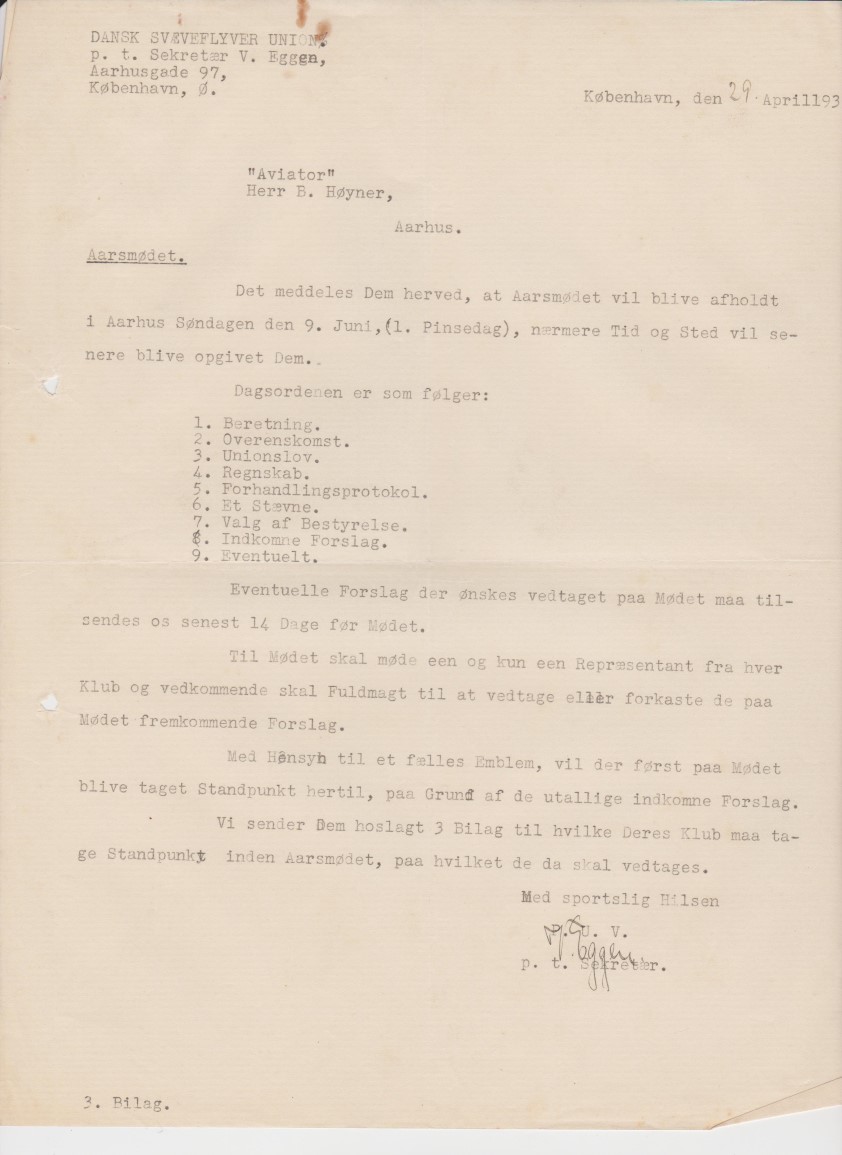 DANSK SVÆVEFLYVER UNION
p. t. Sekretær V. Eggen,
Aarhusgade 97,
København, Ø.
København, den 29. April193
"Aviator"
Herr B. Høyner,
Aarhus.
Aarsmødet.
Det meddeles Dem herved, at Aarsmødet vil blive afholdt
i Aarhus Søndagen den 9. Juni,(1. Pinsedag), nærmere Tid og Sted vil se-
nere blive opgivet Dem.
Dagsordenen er som følger:
1. Beretning.
2. Overenskomst.
3. Unionslov.
4. Regnskab.
5. Forhandlingsprotokol.
6. Et Stævne.
7. Valg af Bestyrelse.
8. Indkomne Forslag.
9. Eventuelt.
Eventuelle Forslag der ønskes vedtaget paa Mødet maa til-
sendes os senest 14 Dage før Mødet.
Til Mødet skal møde een og kun een Repræsentant fra hver
Klub og vedkommende skal Fuldmagt til at vedtage eller forkaste de paa
Mødet fremkommende Forslag.
Med Hensyn til et fælles Emblem, vil der først paa Mødet
blive taget Standpunkt hertil, paa Grund af de utallige indkomne Forslag.
Vi sender Dem hoslagt 3 Bilag til hvilke Deres Klub maa ta-
ge Standpunkt inden Aarsmødet, paa hvilket de da skal vedtages.
Med sportslig Hilsen
U. V.
Eggen
p. t. Sekretær.
3. Bilag.